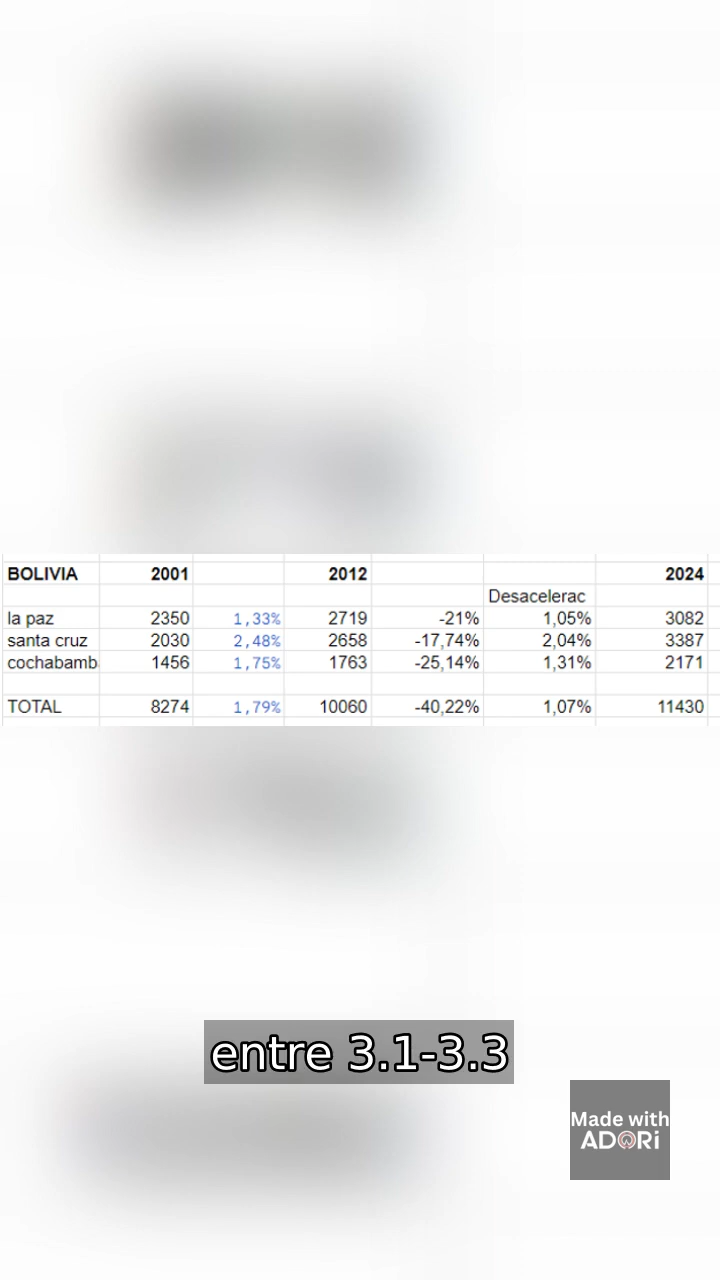 BOLIVIA 2001 2012 2024
Desacelerac
la paz 2350 1,33% 2719 -21% 1,05% 3082
santa cruz 2030 2,48% 2658 -17,74% 2,04% 3387
cochabamb 1456 1,75% 1763 -25,14% 1,31% 2171
TOTAL 8274 1,79% 10060 -40,22% 1,07% 11430
entre 3.1-3.3
Made with
ADORi